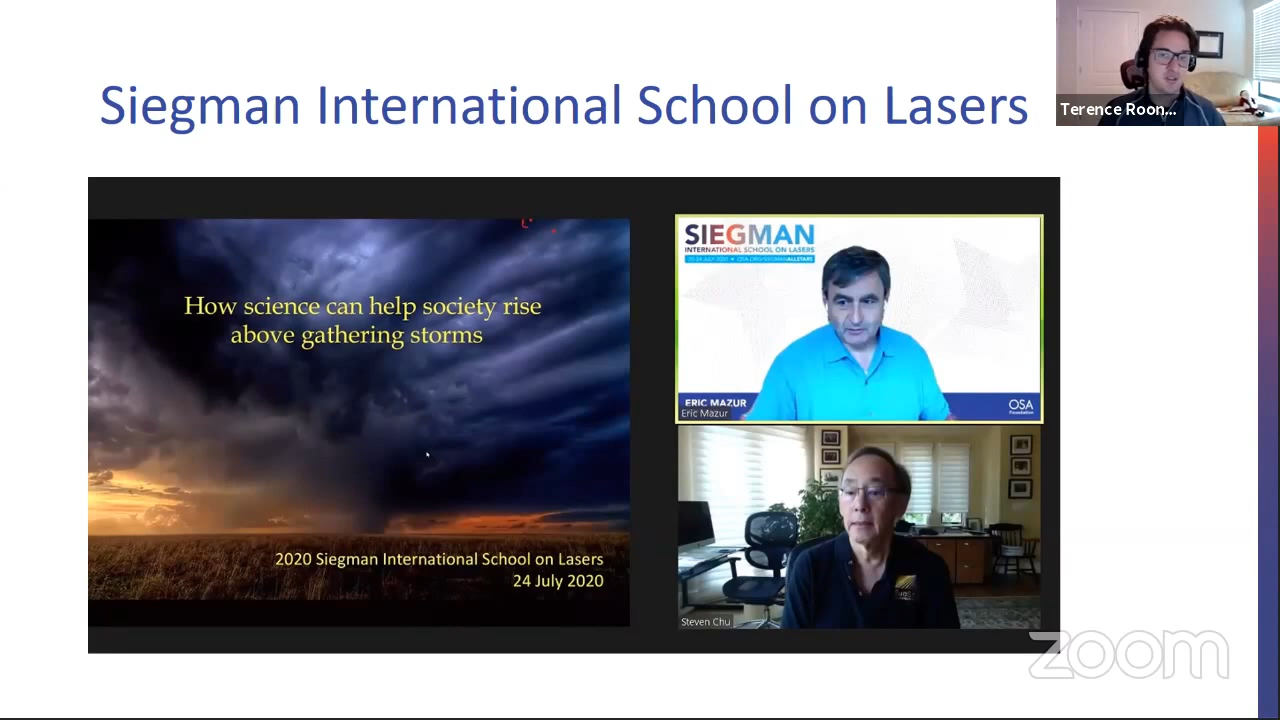 Siegman International School on Lasers
Terence Roon...
How science can help society rise
above gathering storms
2020 Siegman International School on Lasers
24 July 2020
SIEGMAN
INTERNATIONAL SCHOOL ON LASERS
ERIC MAZUR
Eric Mazur
OSA
Foundation
Steven Chu
zoom